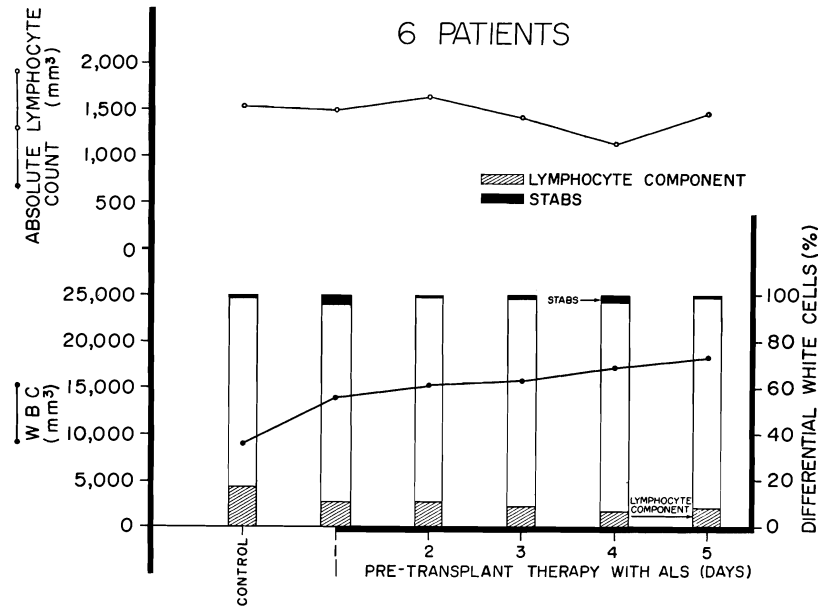 6 PATIENTS
ABSOLUTE LYMPHOCYTE
COUNT (mm³)
2,000
1,500
1,000
500
0
LYMPHOCYTE COMPONENT
STABS
25,000
20,000
15,000
10,000
5,000
0
WBC
(mm³)
STABS
LYMPHOCYTE
COMPONENT
100
80
60
40
20
0
DIFFERENTIAL WHITE CELLS (%)
CONTROL
1 2 3 4 5
PRE-TRANSPLANT THERAPY WITH ALS (DAYS)